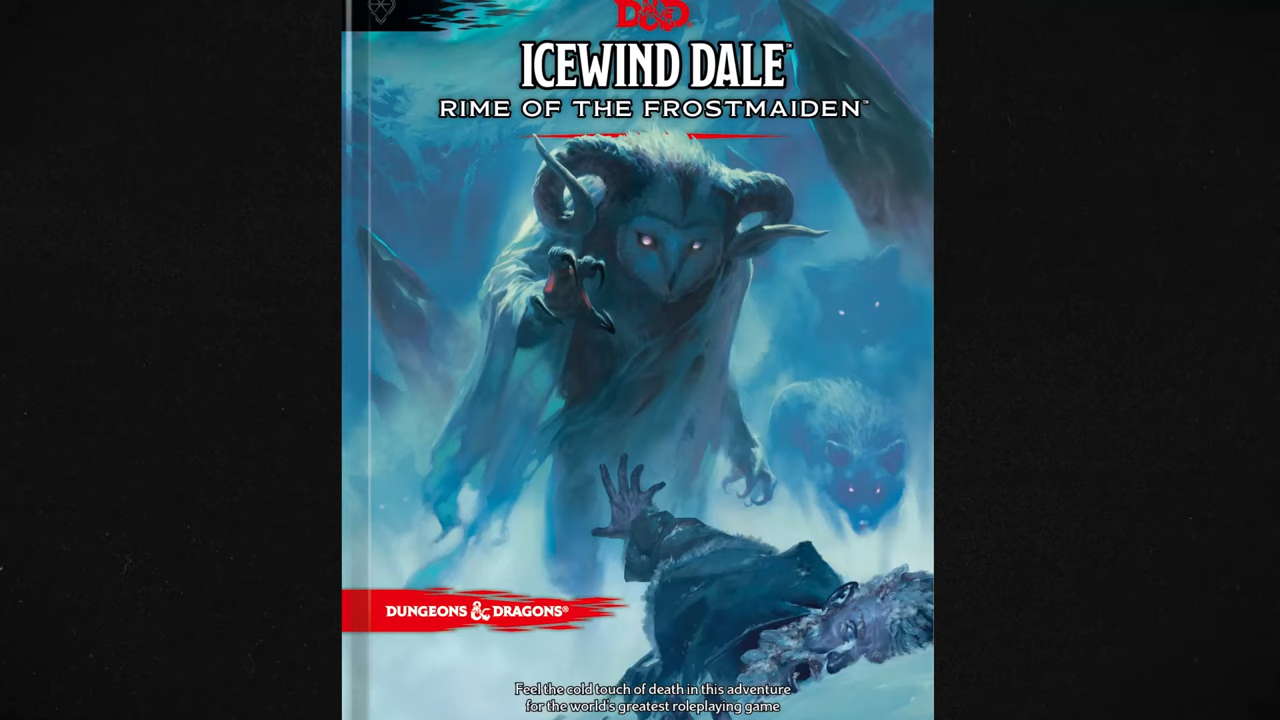 D&D
ICEWIND DALE™
RIME OF THE FROSTMAIDEN™
DUNGEONS & DRAGONS®
Feel the cold touch of death in this adventure
for the world's greatest roleplaying game